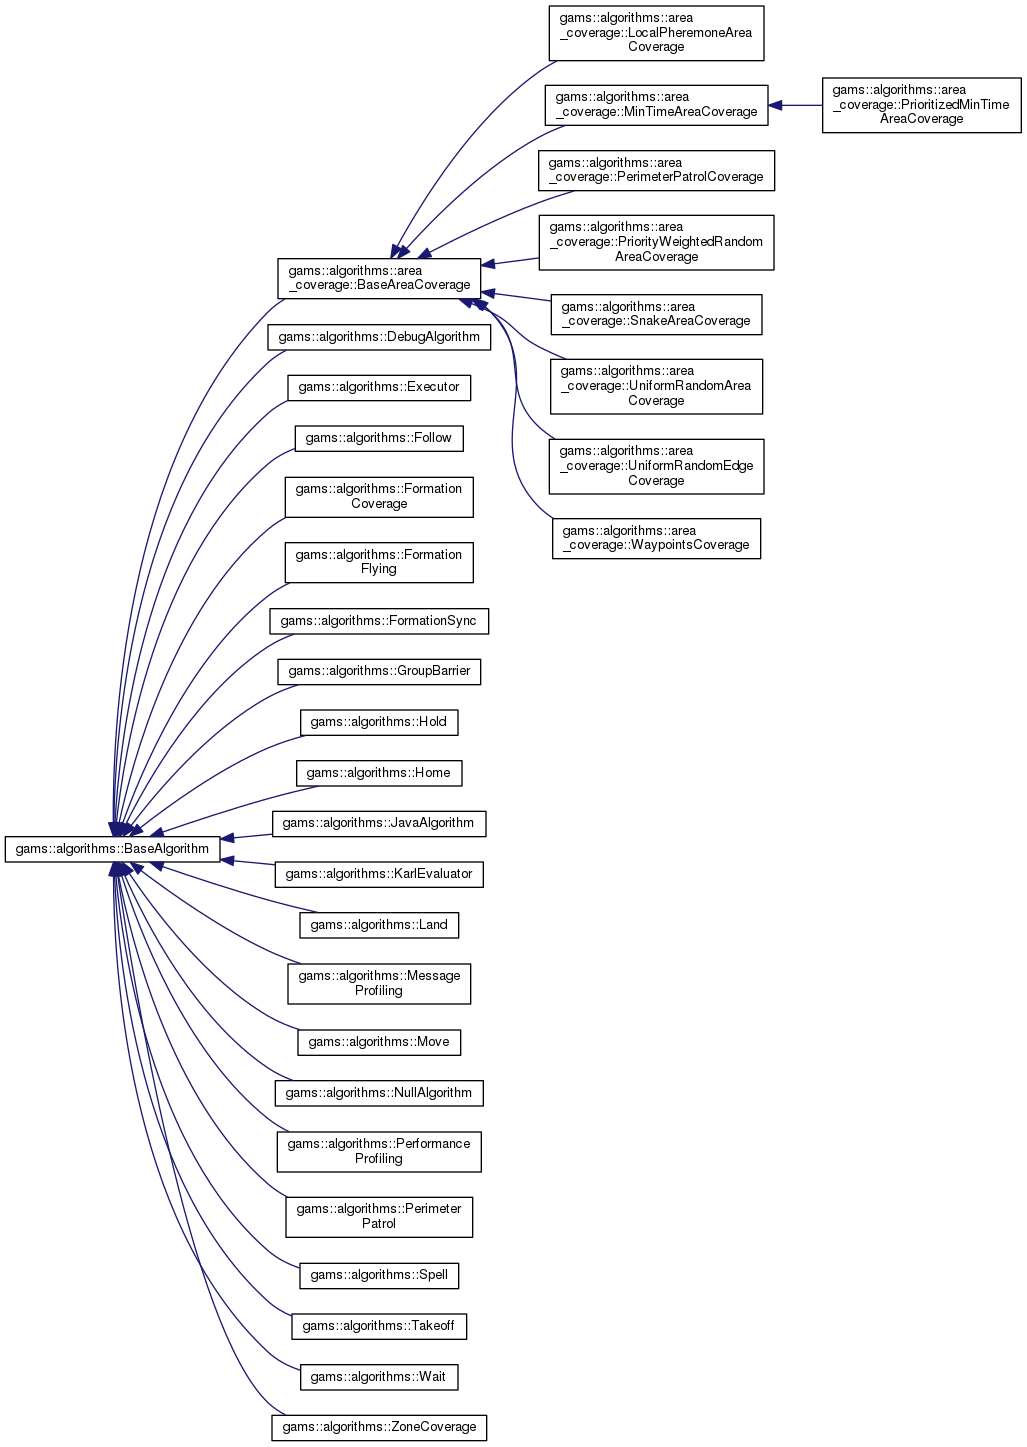 gams::algorithms::area
_coverage::LocalPheremoneArea
Coverage
gams::algorithms::area
_coverage::MinTimeAreaCoverage
gams::algorithms::area
_coverage::PrioritizedMinTime
AreaCoverage
gams::algorithms::area
_coverage::PerimeterPatrolCoverage
gams::algorithms::area
_coverage::PriorityWeightedRandom
AreaCoverage
gams::algorithms::area
_coverage::BaseAreaCoverage
gams::algorithms::area
_coverage::SnakeAreaCoverage
gams::algorithms::DebugAlgorithm
gams::algorithms::area
_coverage::UniformRandomArea
Coverage
gams::algorithms::Executor
gams::algorithms::Follow
gams::algorithms::area
_coverage::UniformRandomEdge
Coverage
gams::algorithms::Formation
Coverage
gams::algorithms::area
_coverage::WaypointsCoverage
gams::algorithms::Formation
Flying
gams::algorithms::FormationSync
gams::algorithms::GroupBarrier
gams::algorithms::Hold
gams::algorithms::Home
gams::algorithms::JavaAlgorithm
gams::algorithms::BaseAlgorithm
gams::algorithms::KarlEvaluator
gams::algorithms::Land
gams::algorithms::Message
Profiling
gams::algorithms::Move
gams::algorithms::NullAlgorithm
gams::algorithms::Performance
Profiling
gams::algorithms::Perimeter
Patrol
gams::algorithms::Spell
gams::algorithms::Takeoff
gams::algorithms::Wait
gams::algorithms::ZoneCoverage